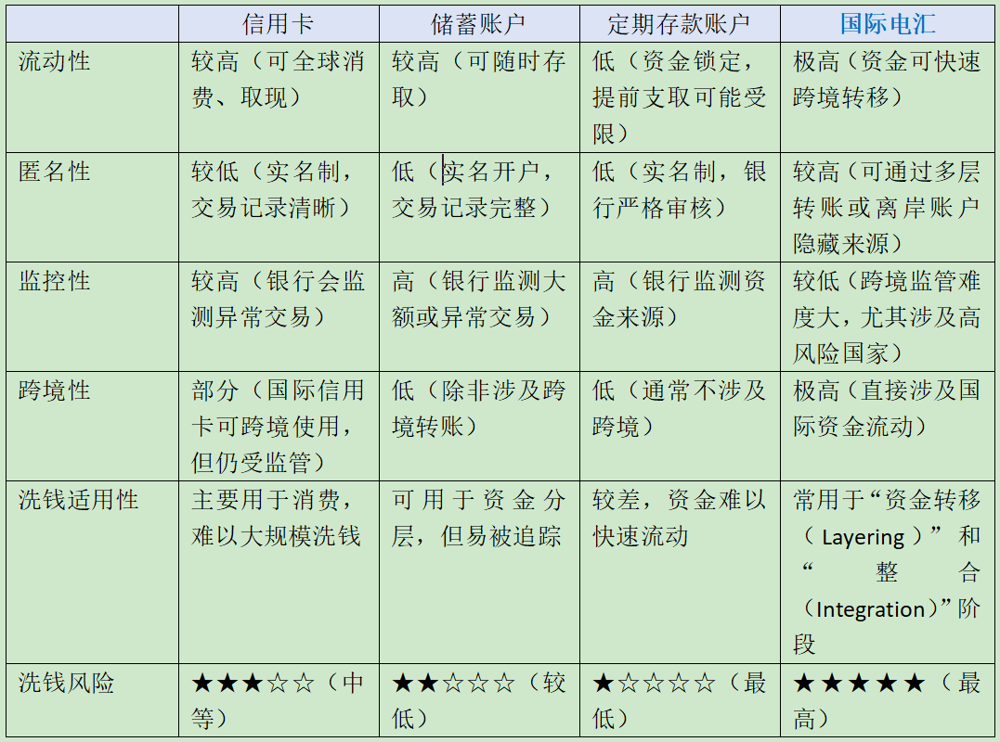 信用卡 储蓄账户 定期存款账户 国际电汇
流动性
较高（可全球消
费、取现）
较高（可随时存
取）
低（资金锁定，
提前支取可能受
限）
极高（资金可快速
跨境转移）
匿名性
较低（实名制，
交易记录清晰）
低（实名开户，
交易记录完整）
低（实名制，银
行严格审核）
较高（可通过多层
转账或离岸账户
隐藏来源）
监控性
较高（银行会监
测异常交易）
高（银行监测大
额或异常交易）
高（银行监测资
金来源）
较低（跨境监管难
度大，尤其涉及高
风险国家）
跨境性
部分（国际信用
卡可跨境使用，
但仍受监管）
低（除非涉及跨
境转账）
低（通常不涉及
跨境）
极高（直接涉及国
际资金流动）
洗钱适用性
主要用于消费，
难以大规模洗钱
可用于资金分
层，但易被追踪
较差，资金难以
快速流动
常用于“资金转移
（Layering）”和
“整合
（Integration）”阶
段
洗钱风险
★★★☆☆（中
等）
★★☆☆☆（较
低）
★☆☆☆☆（最
低）
★★★★★（最
高）